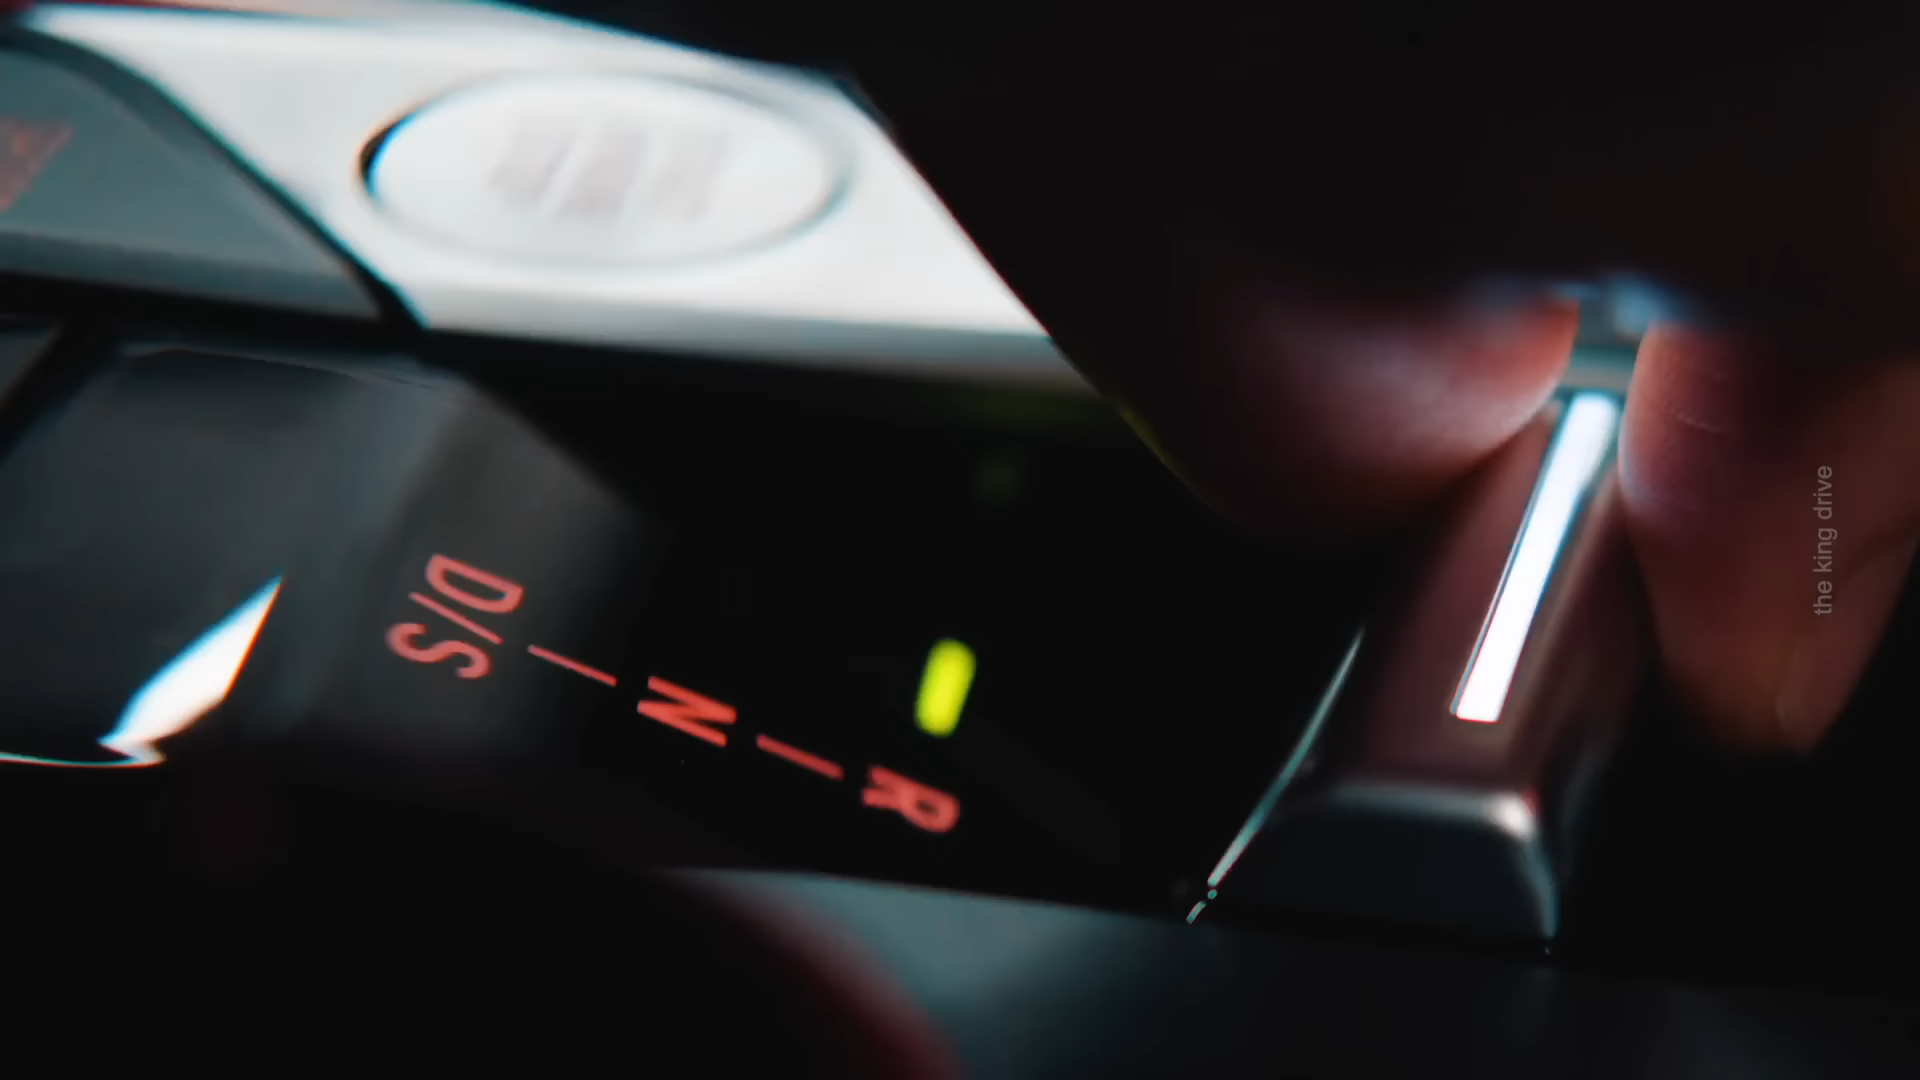 R — N — D/S
the king drive